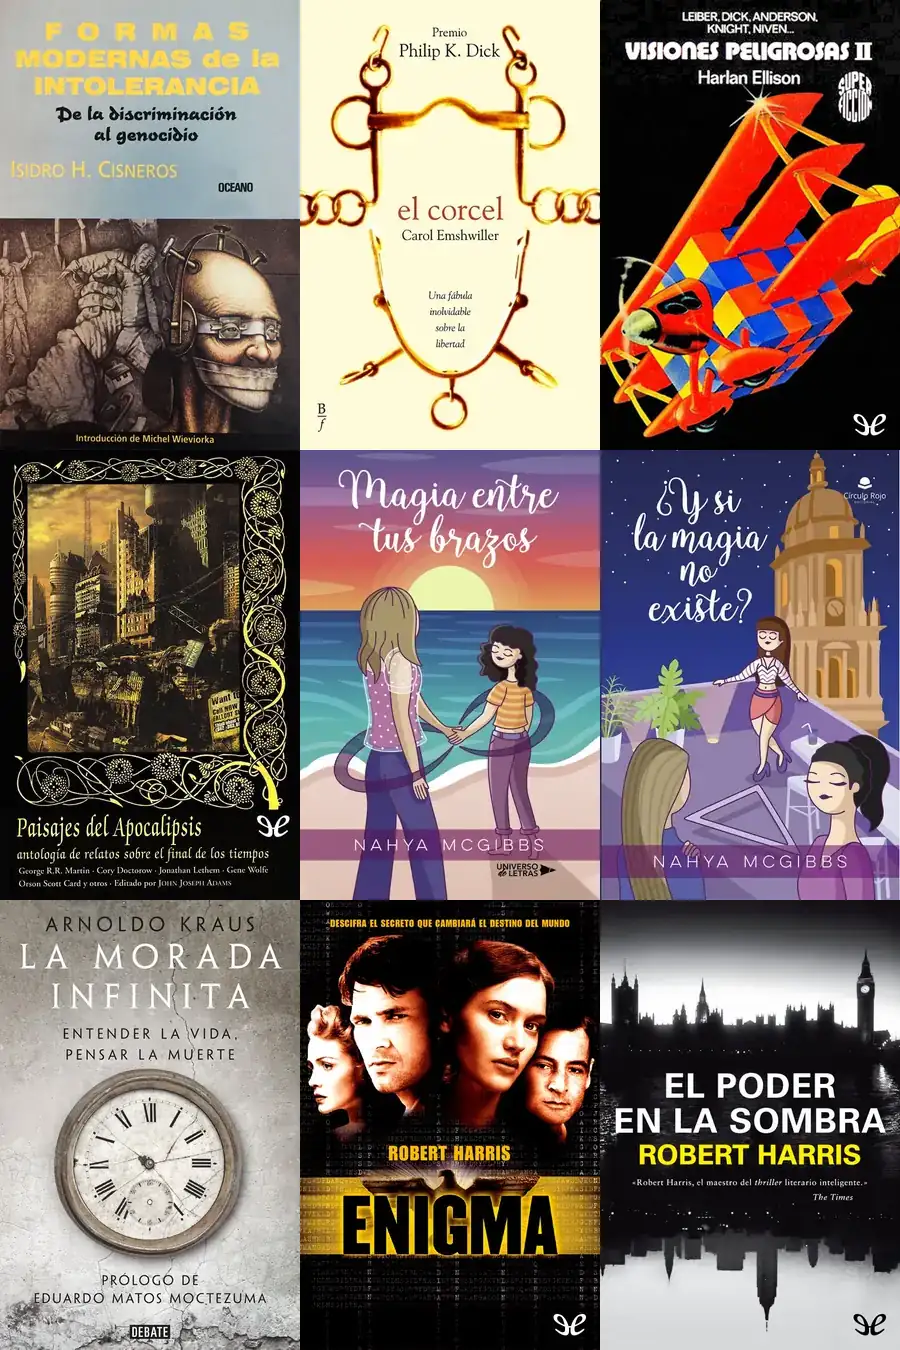 FORMAS
MODERNAS de la
INTOLERANCIA
De la discriminación
al genocidio
ISIDRO H. CISNEROS
OCEANO
Introducción de Michel Wieviorka
Premio
Philip K. Dick
el corcel
Carol Emshwiller
Una fábula
inolvidable
sobre la
libertad
B
f
LEIBER, DICK, ANDERSON,
KNIGHT, NIVEN...
VISIONES PELIGROSAS II
Harlan Ellison
SUPER
ACCION
Want to
Paisajes del Apocalipsis
antología de relatos sobre el final de los tiempos
George R.R. Martin · Cory Doctorow · Jonathan Lethem · Gene Wolfe
Orson Scott Card y otros · Editado por JOHN JOSEPH ADAMS
Magia entre
tus brazos
NAHYA MCGIBBS
UNIVERSO
DE LETRAS
Círculo Rojo
¿Y si
la magia
no
existe?
NAHYA MCGIBBS
ARNOLDO KRAUS
LA MORADA
INFINITA
ENTENDER LA VIDA,
PENSAR LA MUERTE
PRÓLOGO DE
EDUARDO MATOS MOCTEZUMA
DEBATE
DESCIFRA EL SECRETO QUE CAMBIARÁ EL DESTINO DEL MUNDO
ROBERT HARRIS
ENIGMA
EL PODER
EN LA SOMBRA
ROBERT HARRIS
«Robert Harris, el maestro del thriller literario inteligente.»
The Times